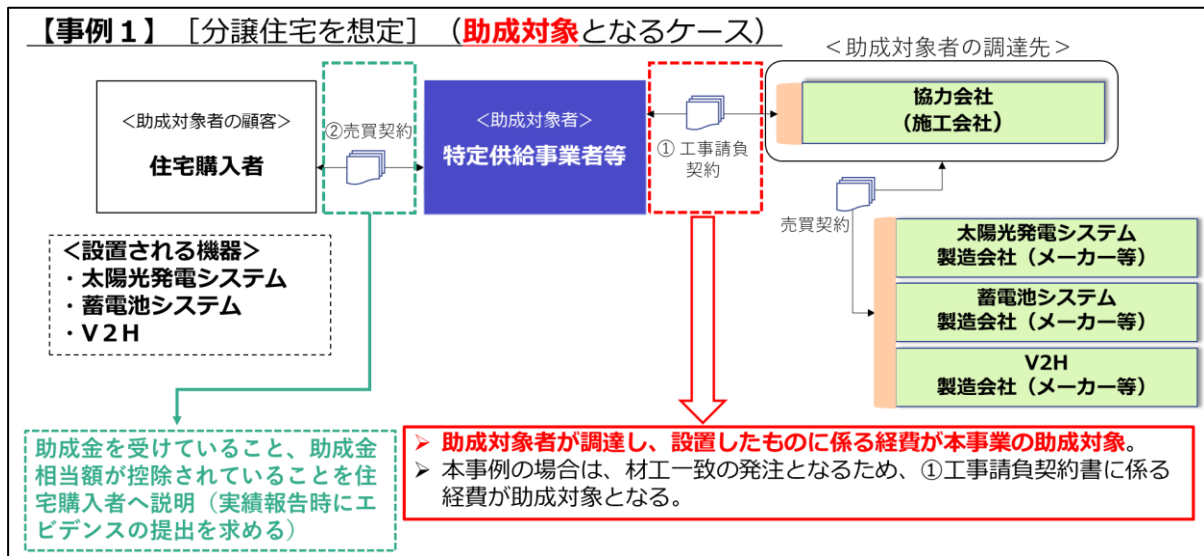 【事例１】［分譲住宅を想定］（助成対象となるケース）
＜助成対象者の調達先＞
＜助成対象者の顧客＞
住宅購入者
②売買契約
＜助成対象者＞
特定供給事業者等
① 工事請負
契約
協力会社
（施工会社）
売買契約
＜設置される機器＞
・太陽光発電システム
・蓄電池システム
・Ｖ２Ｈ
太陽光発電システム
製造会社（メーカー等）
蓄電池システム
製造会社（メーカー等）
V2H
製造会社（メーカー等）
助成金を受けていること、助成金
相当額が控除されていることを住
宅購入者へ説明（実績報告時にエ
ビデンスの提出を求める）
➢ 助成対象者が調達し、設置したものに係る経費が本事業の助成対象。
➢ 本事例の場合は、材工一致の発注となるため、①工事請負契約書に係る
経費が助成対象となる。